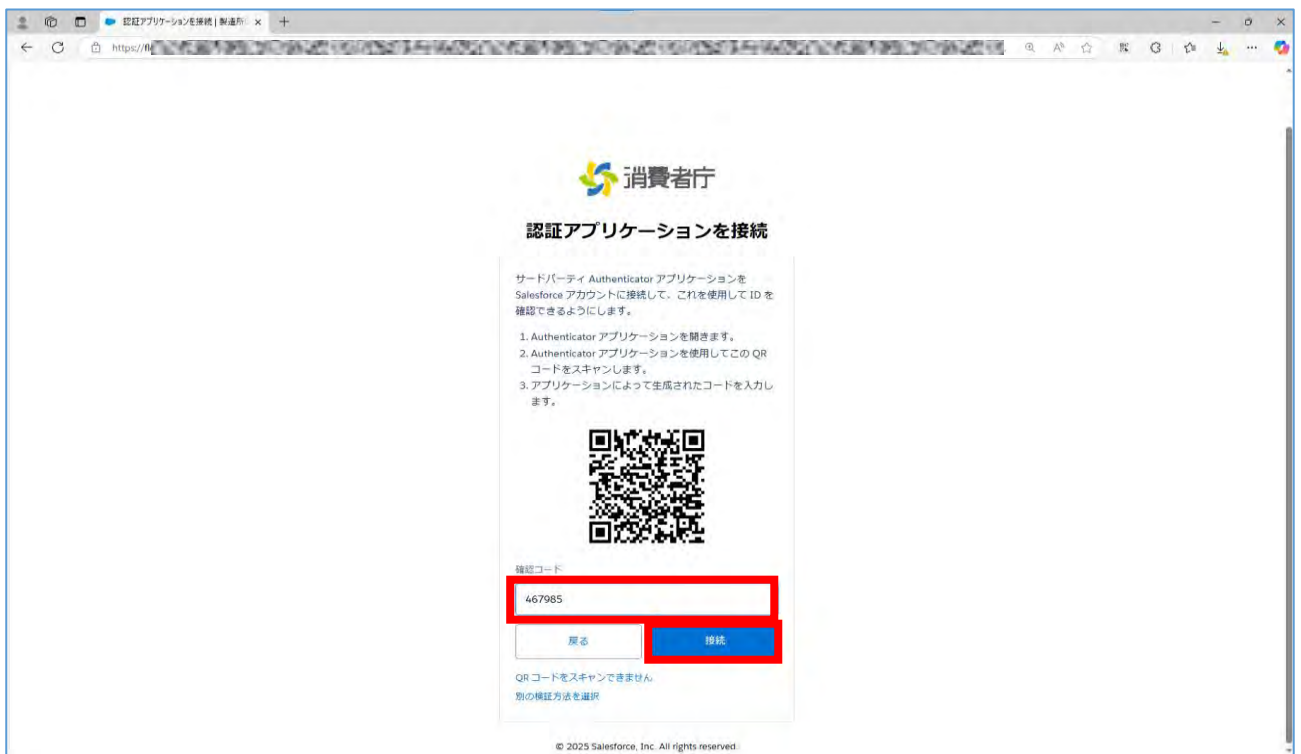 認証アプリケーションを接続 | 製造所
https://fl
消費者庁
認証アプリケーションを接続
サードパーティ Authenticator アプリケーションを
Salesforce アカウントに接続して、これを使用して ID を
確認できるようにします。
1. Authenticator アプリケーションを開きます。
2. Authenticator アプリケーションを使用してこの QR
コードをスキャンします。
3. アプリケーションによって生成されたコードを入力し
ます。
確認コード
467985
戻る
接続
QR コードをスキャンできません
別の検証方法を選択
© 2025 Salesforce, Inc. All rights reserved.